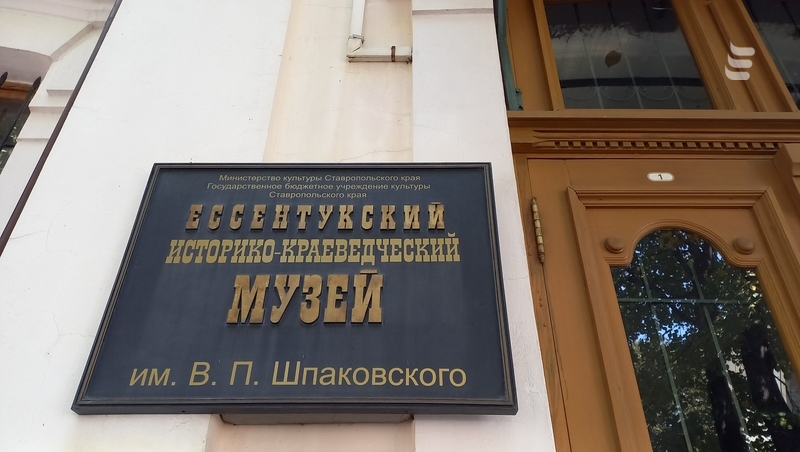 Министерство культуры Ставропольского края
Государственное бюджетное учреждение культуры
Ставропольского края
ЕССЕНТУКСКИЙ
ИСТОРИКО-КРАЕВЕДЧЕСКИЙ
МУЗЕЙ
им. В. П. Шпаковского
1